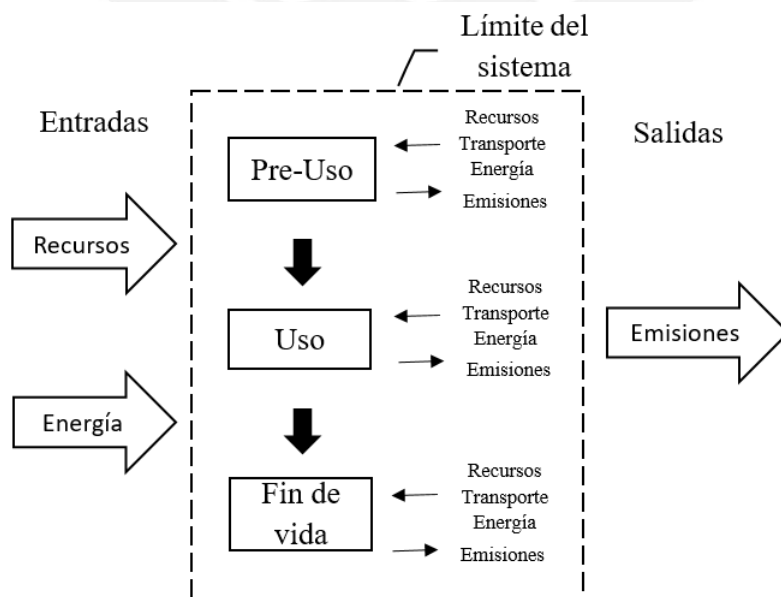 Límite del
sistema
Entradas
Salidas
Recursos
Energía
Pre-Uso
Recursos
Transporte
Energía
Emisiones
Uso
Recursos
Transporte
Energía
Emisiones
Fin de
vida
Recursos
Transporte
Energía
Emisiones
Emisiones